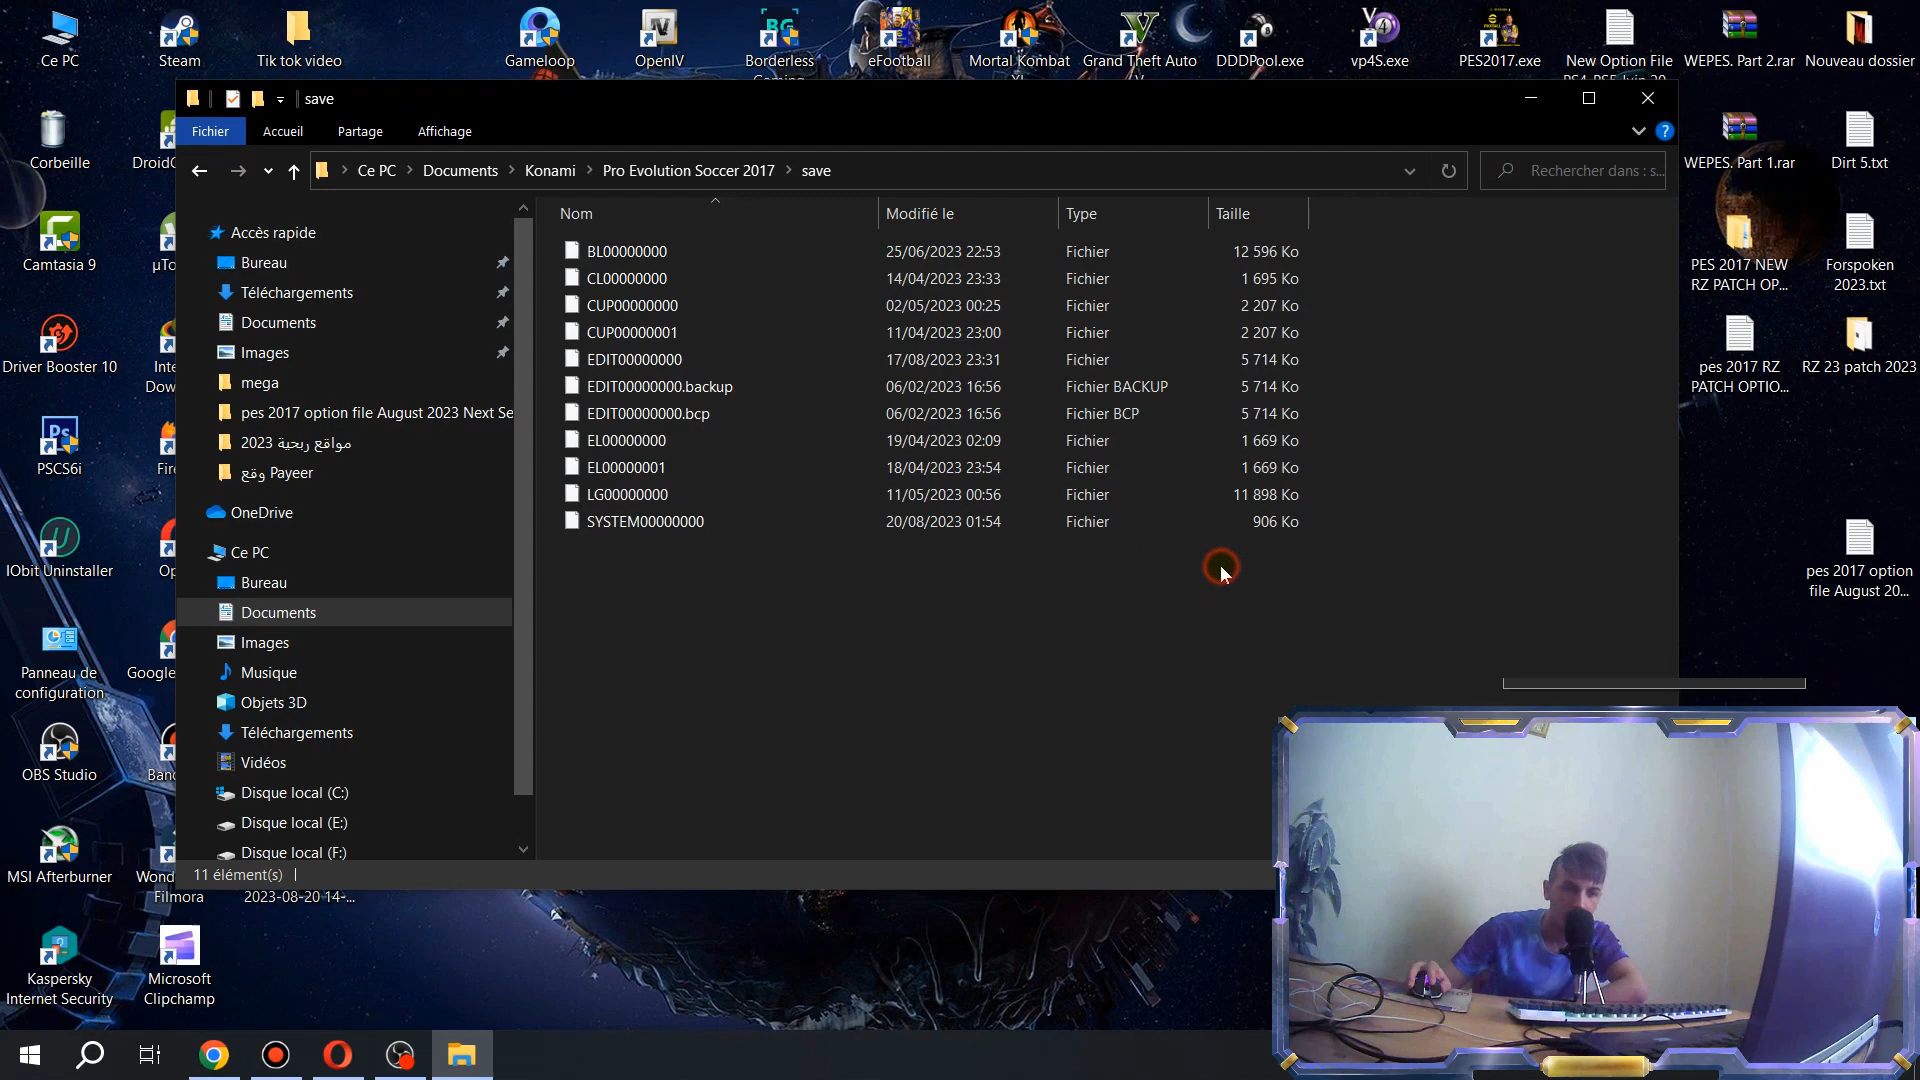 Ce PC
Steam
Tik tok video
Gameloop
OpenIV
Borderless
eFootball
Mortal Kombat
Grand Theft Auto
DDDPool.exe
vp4S.exe
PES2017.exe
New Option File
WEPES. Part 2.rar
Nouveau dossier
save
Fichier
Accueil
Partage
Affichage
Ce PC
Documents
Konami
Pro Evolution Soccer 2017
save
Rechercher dans : s...
Nom
Modifié le
Type
Taille
BL00000000 25/06/2023 22:53 Fichier 12 596 Ko
CL00000000 14/04/2023 23:33 Fichier 1 695 Ko
CUP00000000 02/05/2023 00:25 Fichier 2 207 Ko
CUP00000001 11/04/2023 23:00 Fichier 2 207 Ko
EDIT00000000 17/08/2023 23:31 Fichier 5 714 Ko
EDIT00000000.backup 06/02/2023 16:56 Fichier BACKUP 5 714 Ko
EDIT00000000.bcp 06/02/2023 16:56 Fichier BCP 5 714 Ko
EL00000000 19/04/2023 02:09 Fichier 1 669 Ko
EL00000001 18/04/2023 23:54 Fichier 1 669 Ko
LG00000000 11/05/2023 00:56 Fichier 11 898 Ko
SYSTEM00000000 20/08/2023 01:54 Fichier 906 Ko
Accès rapide
Bureau
Téléchargements
Documents
Images
mega
pes 2017 option file August 2023 Next Se
مواقع ربحية 2023
وقع Payeer
OneDrive
Ce PC
Bureau
Documents
Images
Musique
Objets 3D
Téléchargements
Vidéos
Disque local (C:)
Disque local (E:)
Disque local (F:)
11 élément(s)
Corbeille
Camtasia 9
µTo
Driver Booster 10
Inte
Dow...
PSCS6i
Fire
IObit Uninstaller
Op
Panneau de
configuration
Google
OBS Studio
Ban
MSI Afterburner
Wond
Filmora
2023-08-20 14-...
Kaspersky
Internet Security
Microsoft
Clipchamp
WEPES. Part 1.rar
Dirt 5.txt
PES 2017 NEW
RZ PATCH OP...
Forspoken
2023.txt
pes 2017 RZ
PATCH OPTIO...
RZ 23 patch 2023
pes 2017 option
file August 20...